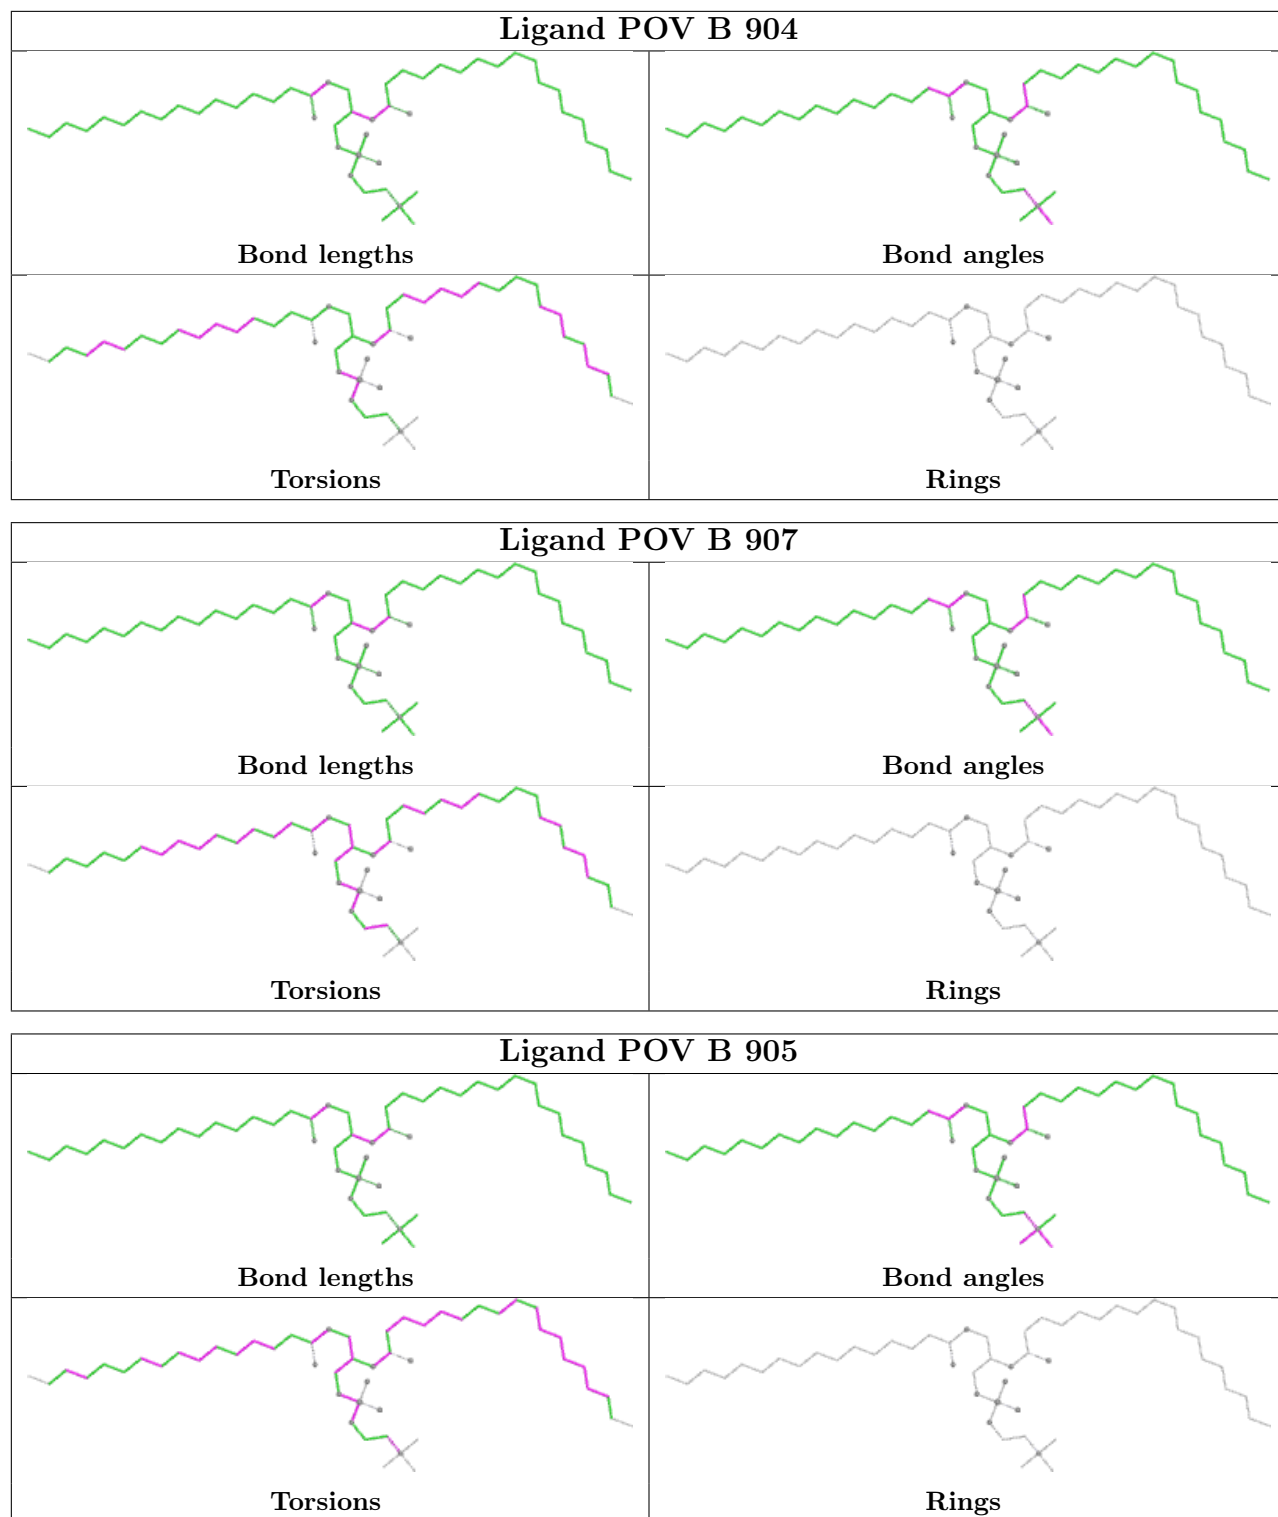 Ligand POV B 904
Bond lengths
Bond angles
Torsions
Rings
Ligand POV B 907
Bond lengths
Bond angles
Torsions
Rings
Ligand POV B 905
Bond lengths
Bond angles
Torsions
Rings